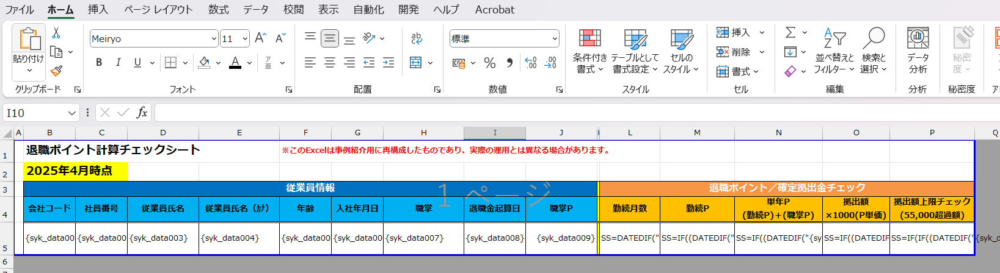 ファイル ホーム 挿入 ページ レイアウト 数式 データ 校閲 表示 自動化 開発 ヘルプ Acrobat
貼り付け
クリップボード
Meiryo 11
B I U A ア亜
フォント
ab
配置
標準
% 9 .00 .00
数値
条件付き書式 テーブルとして書式設定 セルのスタイル
スタイル
挿入
削除
書式
セル
並べ替えとフィルター 検索と選択
編集
データ分析
分析
秘密度
秘密度
I10 fx
A B C D E F G H I J L M N O P Q
1 退職ポイント計算チェックシート ※このExcelは事例紹介用に再構成したものであり、実際の運用とは異なる場合があります。
2 2025年4月時点
3 従業員情報 退職ポイント／確定拠出金チェック
1 ページ
4 会社コード 社員番号 従業員氏名 従業員氏名（ｶﾅ） 年齢 入社年月日 職学 退職金起算日 職学P 勤続月数 勤続P 単年P (勤続P)＋(職学P) 拠出額 ×1000(P単価) 拠出額上限チェック (55,000超過額)
5 {syk_data00 {syk_data00 {syk_data003} {syk_data004} {syk_data00 {syk_data00 {syk_data007} {syk_data008} {syk_data009} SS=DATEDIF(" SS=IF((DATEDIF(" SS=IF((DATEDIF("{sy SS=IF((DATEDIF SS=IF(IF((DATEDIF(" {syk_d
6